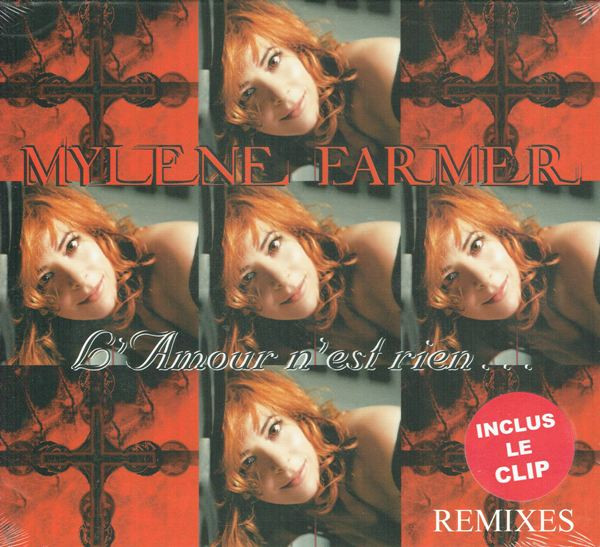 MYLENE FARMER
L'Amour n'est rien...
INCLUS
LE
CLIP
REMIXES